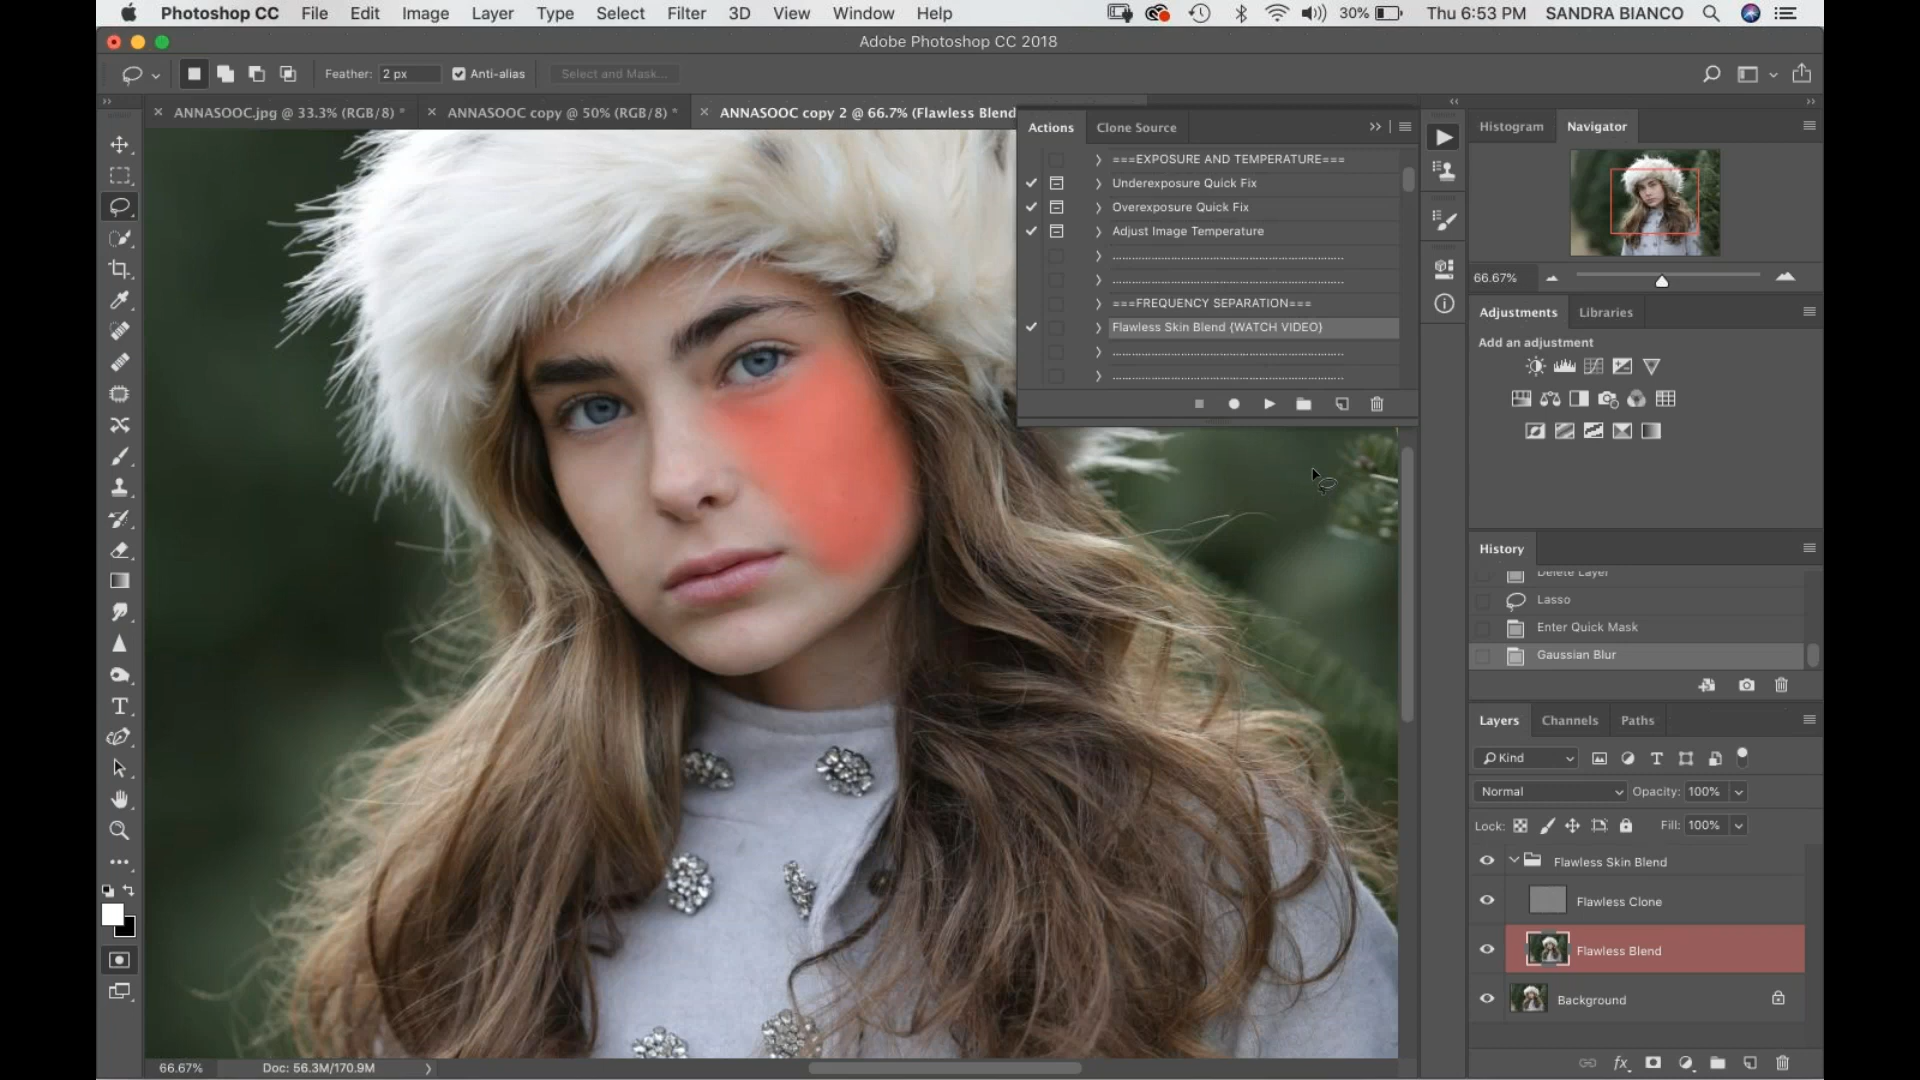 Photoshop CC File Edit Image Layer Type Select Filter 3D View Window Help 30% Thu 6:53 PM SANDRA BIANCO
Adobe Photoshop CC 2018
Feather: 2 px Anti-alias Select and Mask...
ANNASOOC.jpg @ 33.3% (RGB/8) * ANNASOOC copy @ 50% (RGB/8) * ANNASOOC copy 2 @ 66.7% (Flawless Blend
Actions Clone Source
===EXPOSURE AND TEMPERATURE===
Underexposure Quick Fix
Overexposure Quick Fix
Adjust Image Temperature
===FREQUENCY SEPARATION===
Flawless Skin Blend {WATCH VIDEO}
Histogram Navigator
66.67%
Adjustments Libraries
Add an adjustment
History
Delete Layer
Lasso
Enter Quick Mask
Gaussian Blur
Layers Channels Paths
Kind
Normal Opacity: 100%
Lock: Fill: 100%
Flawless Skin Blend
Flawless Clone
Flawless Blend
Background
66.67% Doc: 56.3M/170.9M